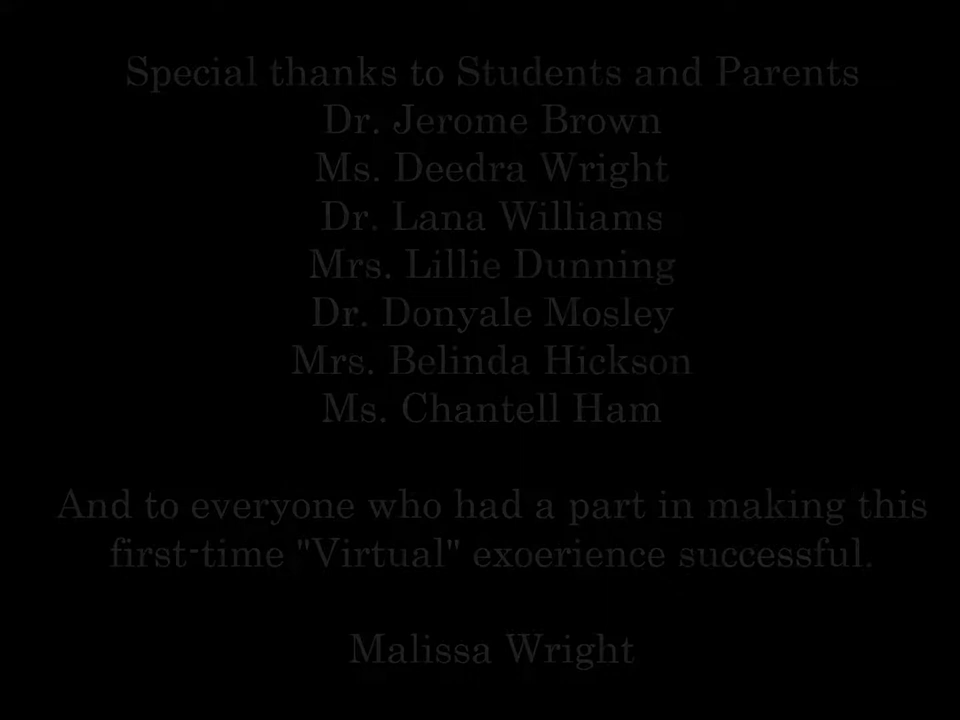 Special thanks to Students and Parents
Dr. Jerome Brown
Ms. Deedra Wright
Dr. Lana Williams
Mrs. Lillie Dunning
Dr. Donyale Mosley
Mrs. Belinda Hickson
Ms. Chantell Ham
And to everyone who had a part in making this
first-time "Virtual" exoerience successful.
Malissa Wright